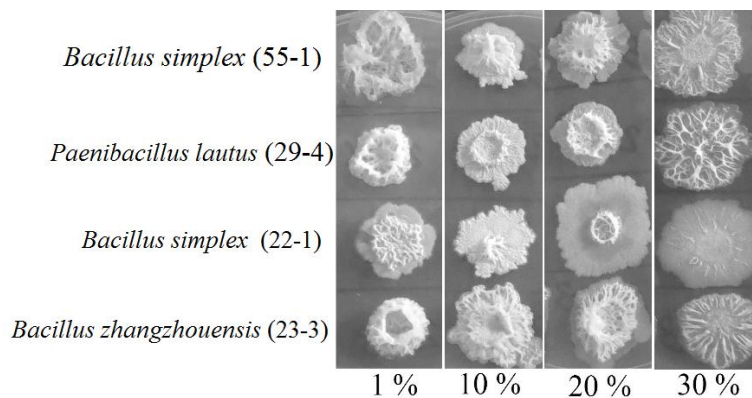 Bacillus simplex (55-1)
Paenibacillus lautus (29-4)
Bacillus simplex (22-1)
Bacillus zhangzhouensis (23-3)
1 % 10 % 20 % 30 %